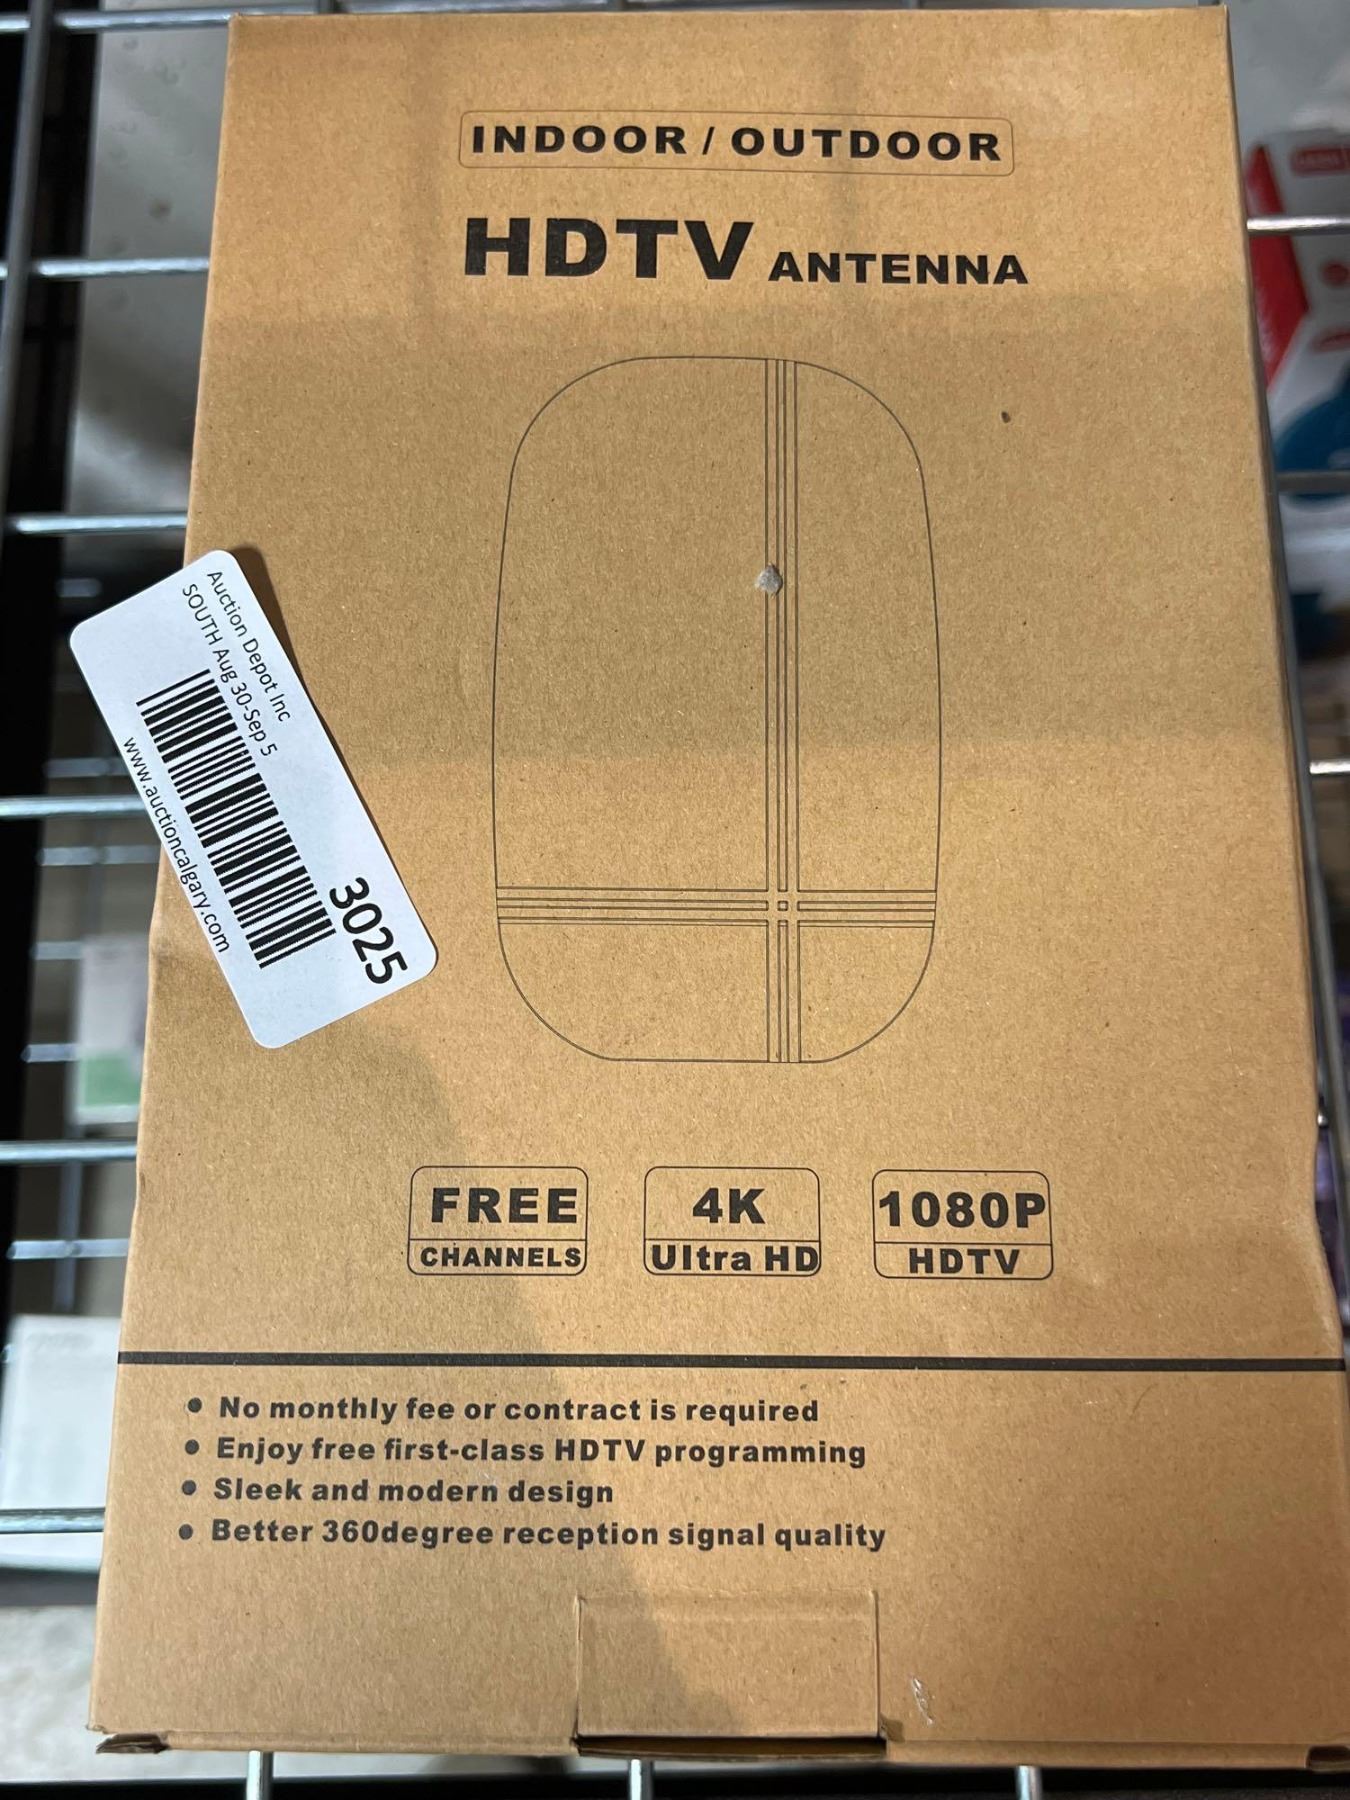 INDOOR / OUTDOOR
HDTV ANTENNA
Auction Depot Inc
SOUTH Aug 30-Sep 5
www.auctioncalgary.com
3025
FREE
CHANNELS
4K
Ultra HD
1080P
HDTV
• No monthly fee or contract is required
• Enjoy free first-class HDTV programming
• Sleek and modern design
• Better 360degree reception signal quality